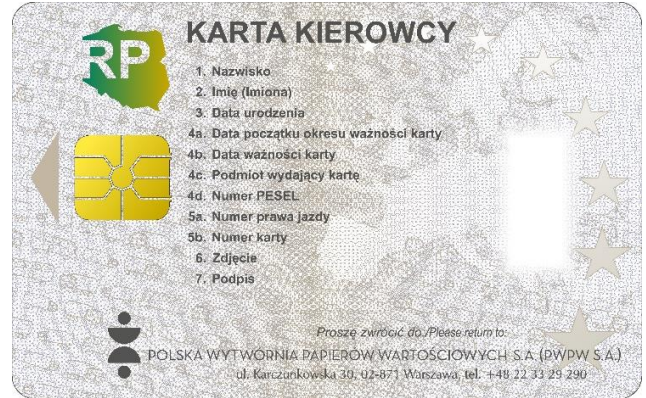 RP
KARTA KIEROWCY
1. Nazwisko
2. Imię (Imiona)
3. Data urodzenia
4a. Data początku okresu ważności karty
4b. Data ważności karty
4c. Podmiot wydający kartę
4d. Numer PESEL
5a. Numer prawa jazdy
5b. Numer karty
6. Zdjęcie
7. Podpis
Proszę zwrócić do:/Please return to:
POLSKA WYTWÓRNIA PAPIERÓW WARTOŚCIOWYCH S.A. (PWPW S.A.)
ul. Karczunkowska 30, 02-871 Warszawa, tel. +48 22 33 29 290